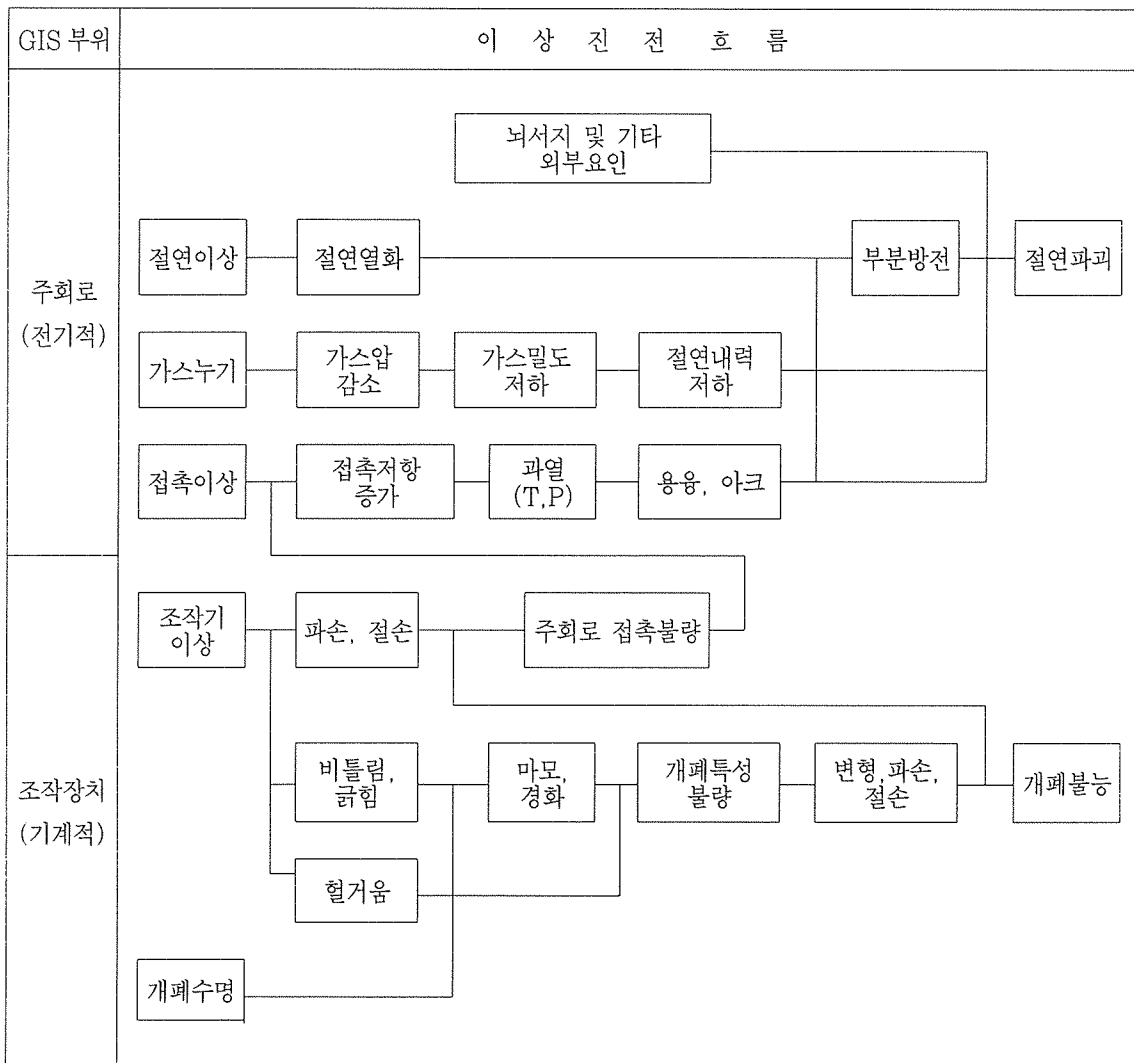 GIS 부위
이 상 진 전 흐 름
주회로
(전기적)
뇌서지 및 기타
외부요인
절연이상
절연열화
부분방전
절연파괴
가스누기
가스압
감소
가스밀도
저하
절연내력
저하
접촉이상
접촉저항
증가
과열
(T,P)
용융, 아크
조작장치
(기계적)
조작기
이상
파손, 절손
주회로 접촉불량
비틀림,
긁힘
마모,
경화
개폐특성
불량
변형,파손,
절손
개폐불능
헐거움
개폐수명